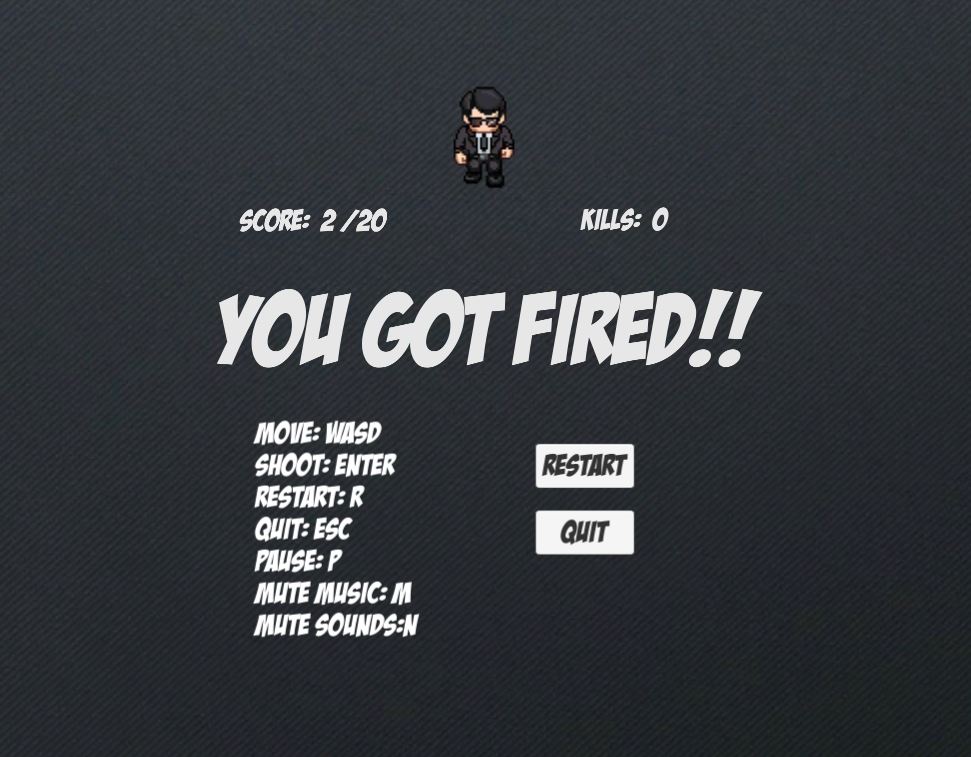 SCORE: 2 /20
KILLS: 0
YOU GOT FIRED!!
MOVE: WASD
SHOOT: ENTER
RESTART: R
QUIT: ESC
PAUSE: P
MUTE MUSIC: M
MUTE SOUNDS:N
RESTART
QUIT